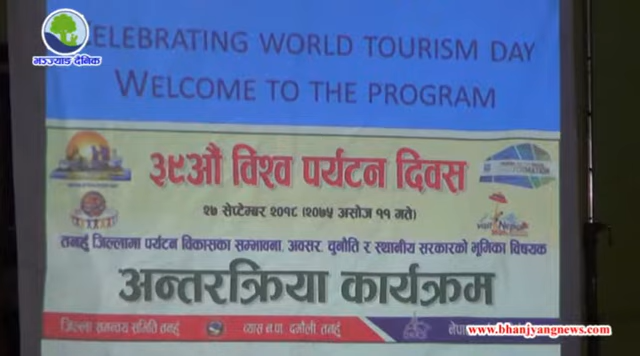 भञ्ज्याङ दैनिक
CELEBRATING WORLD TOURISM DAY
WELCOME TO THE PROGRAM
३९औं विश्व पर्यटन दिवस
२७ सेप्टेम्बर २०१८ (२०७५ असोज ११ गते)
visit Nepal
तनहुँ जिल्लामा पर्यटन विकासका सम्भावना, अवसर, चुनौति र स्थानीय सरकारको भूमिका विषयक
अन्तरक्रिया कार्यक्रम
जिल्ला समन्वय समिति तनहुँ व्यास न.पा. दमौली तनहुँ नेपा
www.bhanjyangnews.com